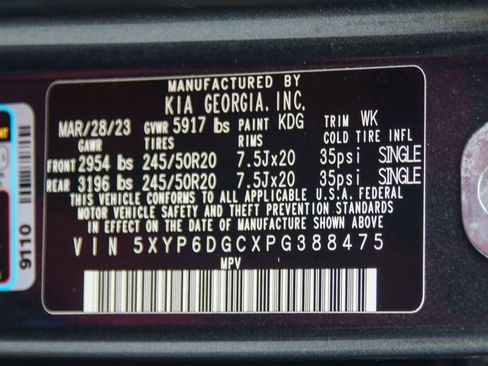 MANUFACTURED BY
KIA GEORGIA, INC.
MAR/28/23 GVWR 5917 lbs PAINT KDG TRIM WK
GAWR TIRES RIMS COLD TIRE INFL
FRONT 2954 lbs 245/50R20 7.5Jx20 35psi SINGLE
REAR 3196 lbs 245/50R20 7.5Jx20 35psi SINGLE
THIS VEHICLE CONFORMS TO ALL APPLICABLE U.S.A. FEDERAL
MOTOR VEHICLE SAFETY AND THEFT PREVENTION STANDARDS
IN EFFECT ON THE DATE OF MANUFACTURE SHOWN ABOVE.
VIN 5XYP6DGCXPG388475
MPV
9110